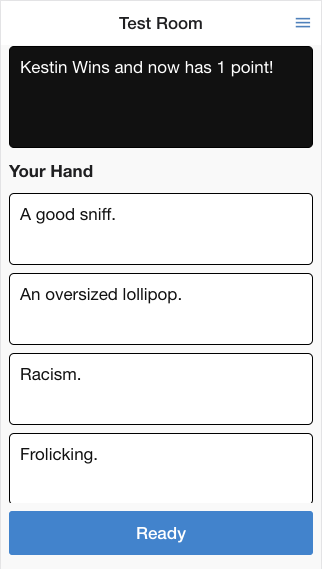 Test Room
Kestin Wins and now has 1 point!
Your Hand
A good sniff.
An oversized lollipop.
Racism.
Frolicking.
Ready